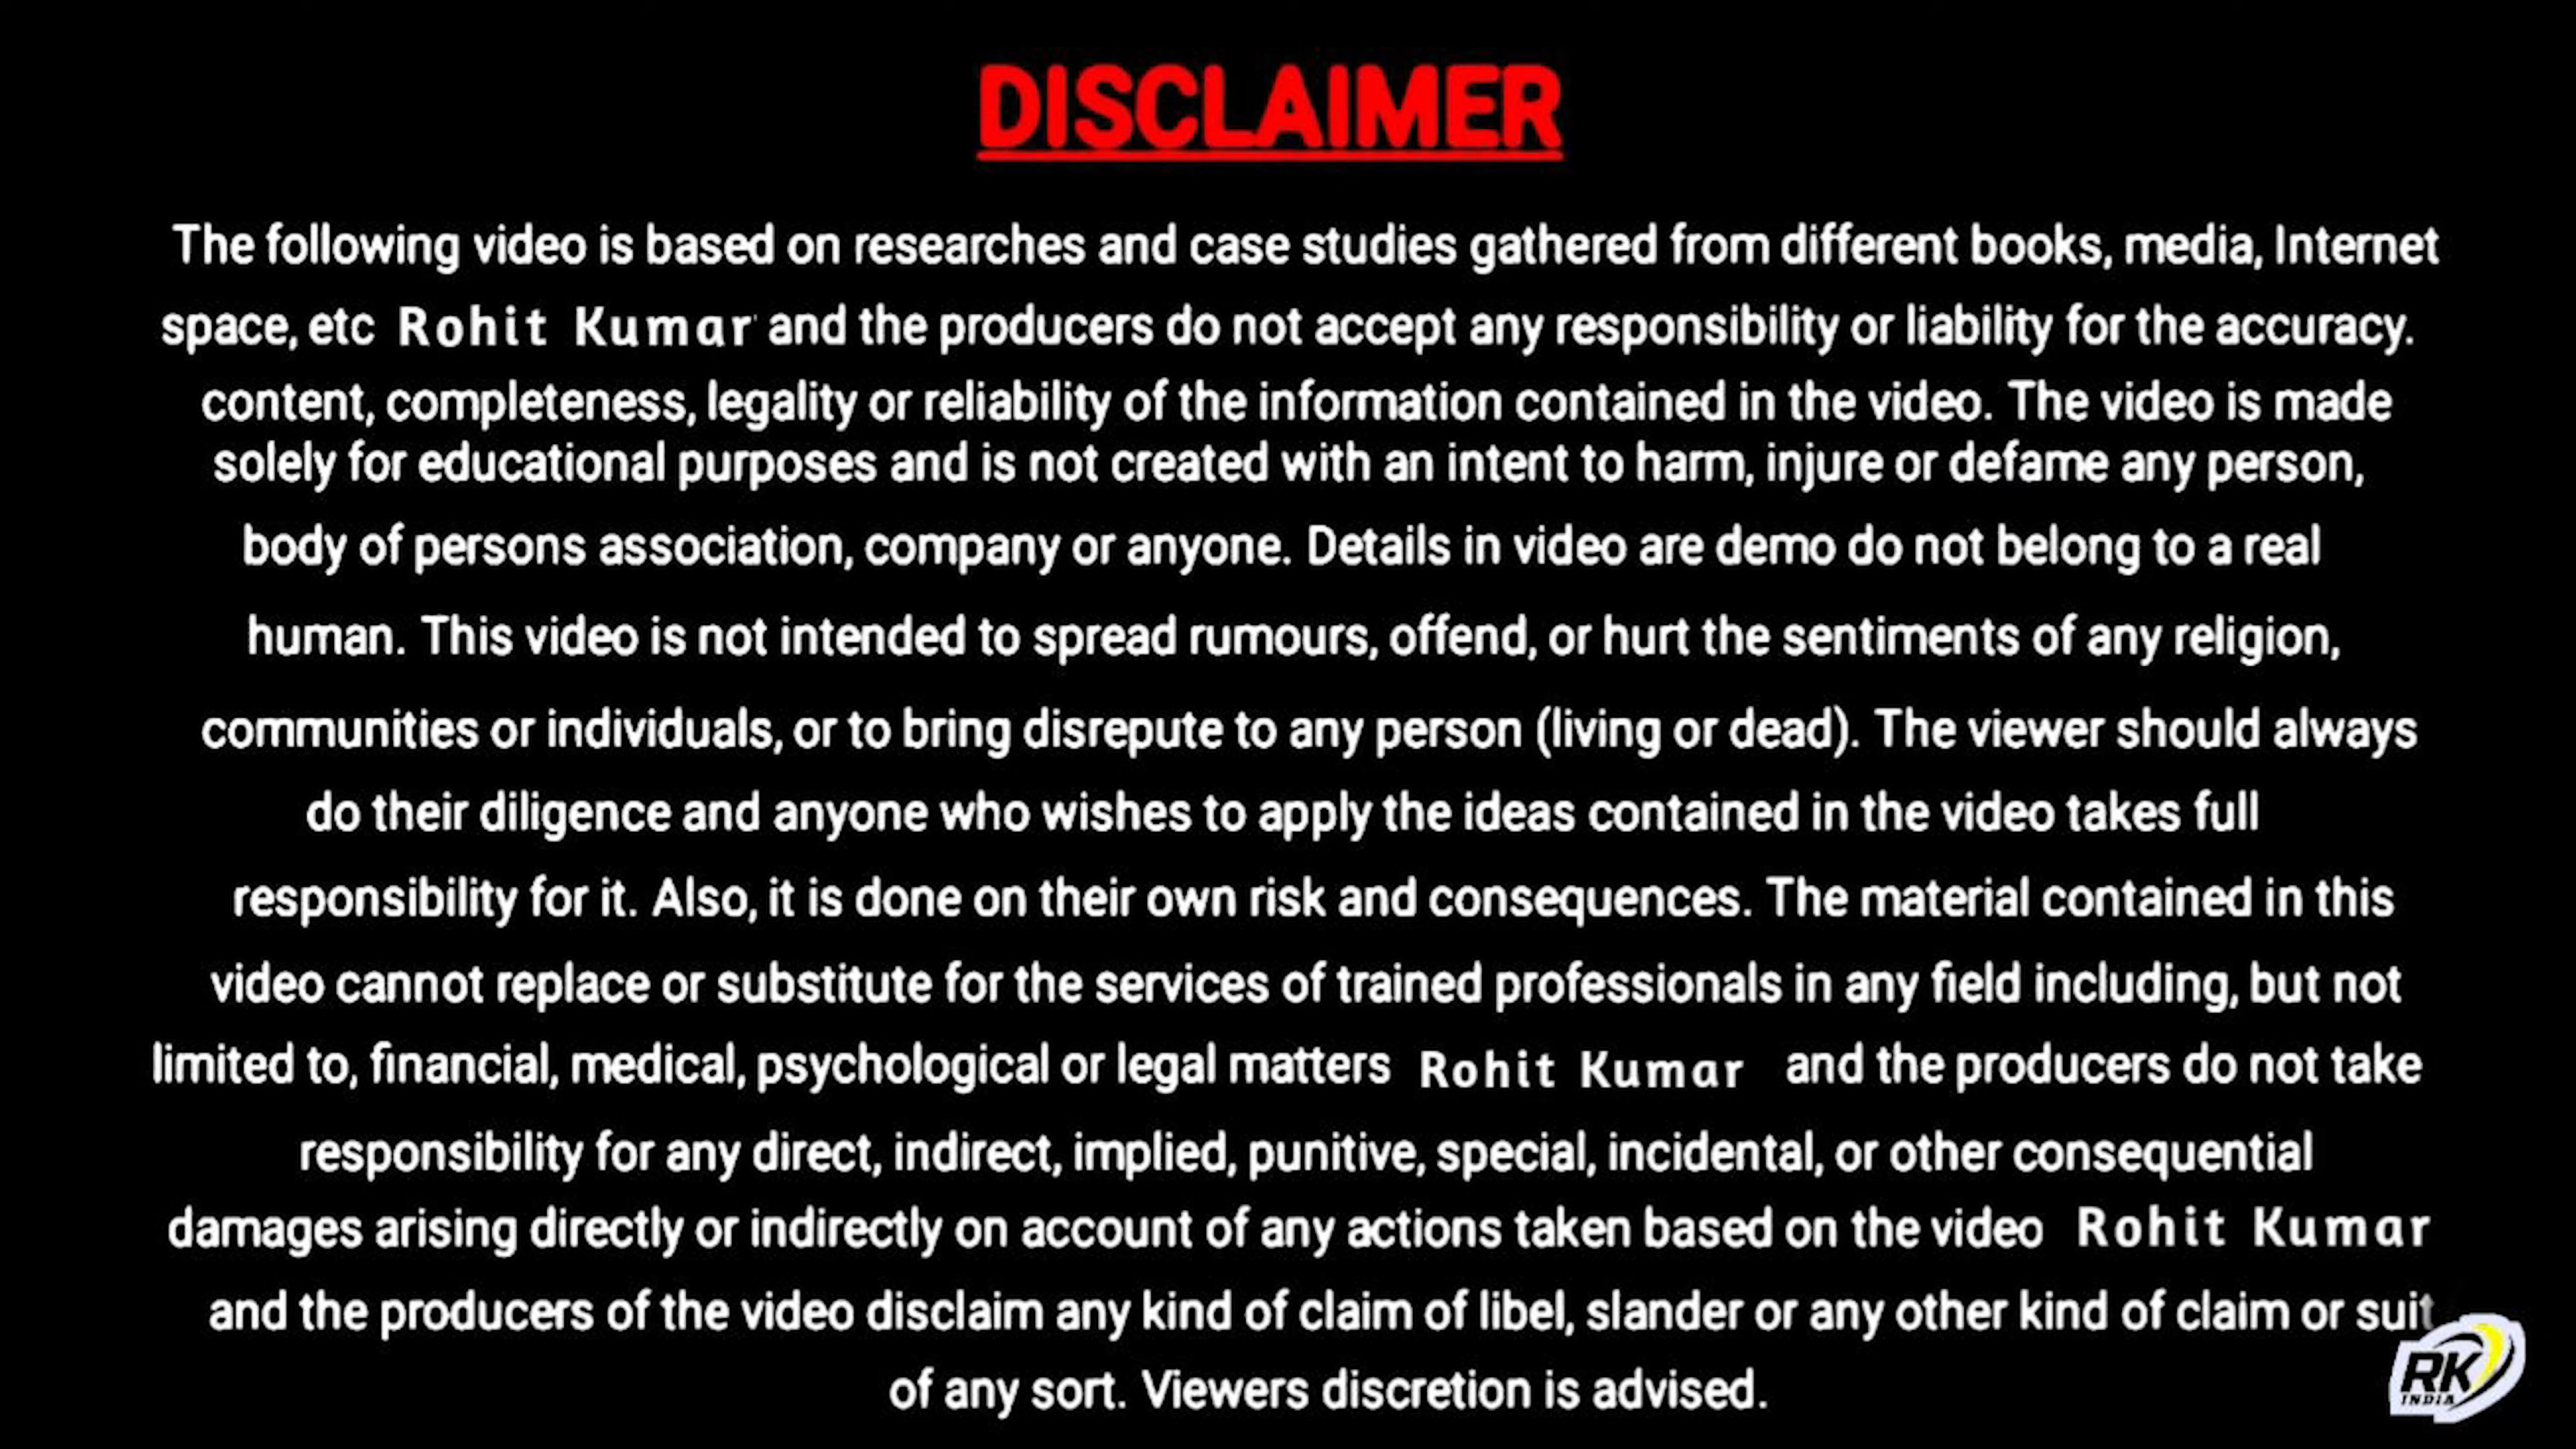 DISCLAIMER
The following video is based on researches and case studies gathered from different books, media, Internet
space, etc Rohit Kumar and the producers do not accept any responsibility or liability for the accuracy.
content, completeness, legality or reliability of the information contained in the video. The video is made
solely for educational purposes and is not created with an intent to harm, injure or defame any person,
body of persons association, company or anyone. Details in video are demo do not belong to a real
human. This video is not intended to spread rumours, offend, or hurt the sentiments of any religion,
communities or individuals, or to bring disrepute to any person (living or dead). The viewer should always
do their diligence and anyone who wishes to apply the ideas contained in the video takes full
responsibility for it. Also, it is done on their own risk and consequences. The material contained in this
video cannot replace or substitute for the services of trained professionals in any field including, but not
limited to, financial, medical, psychological or legal matters Rohit Kumar and the producers do not take
responsibility for any direct, indirect, implied, punitive, special, incidental, or other consequential
damages arising directly or indirectly on account of any actions taken based on the video Rohit Kumar
and the producers of the video disclaim any kind of claim of libel, slander or any other kind of claim or suit
of any sort. Viewers discretion is advised.
RK
INDIA